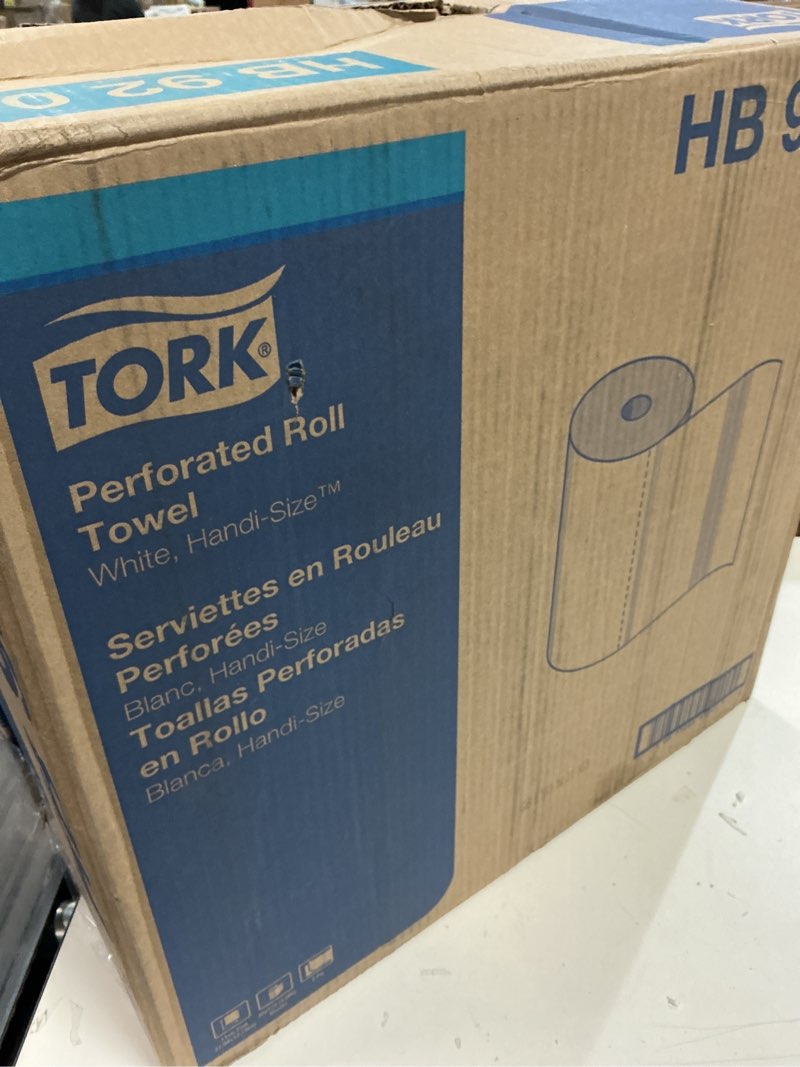 HB 92 0
HB 9
TORK®
Perforated Roll
Towel
White, Handi-Size™
Serviettes en Rouleau
Perforées
Blanc, Handi-Size
Toallas Perforadas
en Rollo
Blanca, Handi-Size